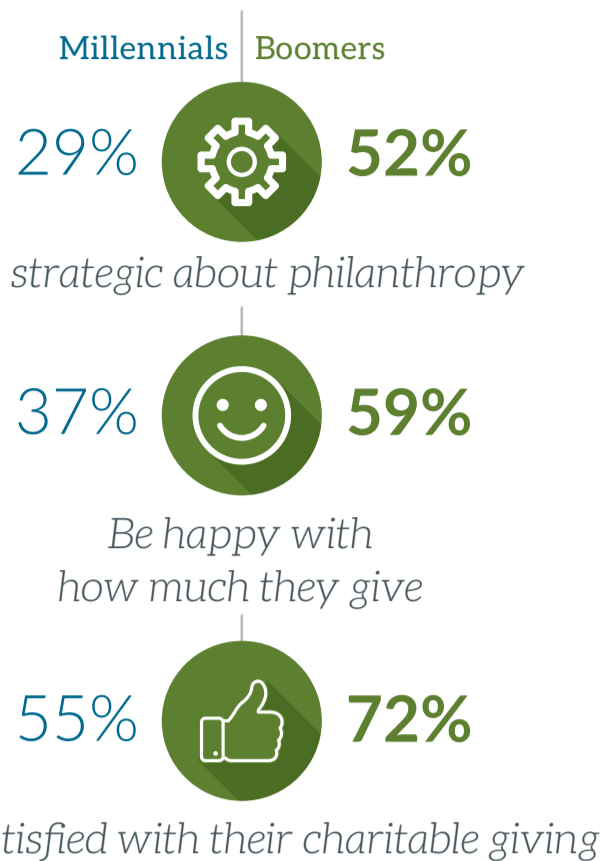 Millennials Boomers
29% 52%
strategic about philanthropy
37% 59%
Be happy with
how much they give
55% 72%
tisfied with their charitable giving